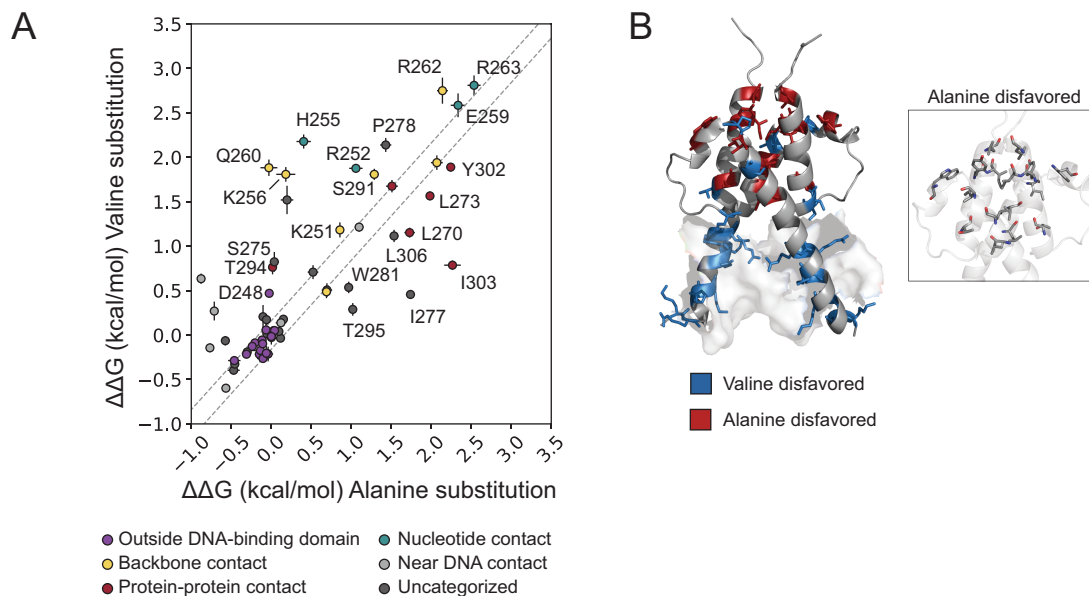 A
ΔΔG (kcal/mol) Valine substitution
3.5
3.0
2.5
2.0
1.5
1.0
0.5
0.0
−0.5
−1.0
R262
R263
H255
E259
P278
Q260
R252
Y302
K256
S291
L273
K251
L270
S275
L306
T294
W281
I303
D248
T295
I277
−1.0
−0.5
0.0
0.5
1.0
1.5
2.0
2.5
3.0
3.5
ΔΔG (kcal/mol) Alanine substitution
Outside DNA-binding domain
Backbone contact
Protein-protein contact
Nucleotide contact
Near DNA contact
Uncategorized
B
Alanine disfavored
Valine disfavored
Alanine disfavored